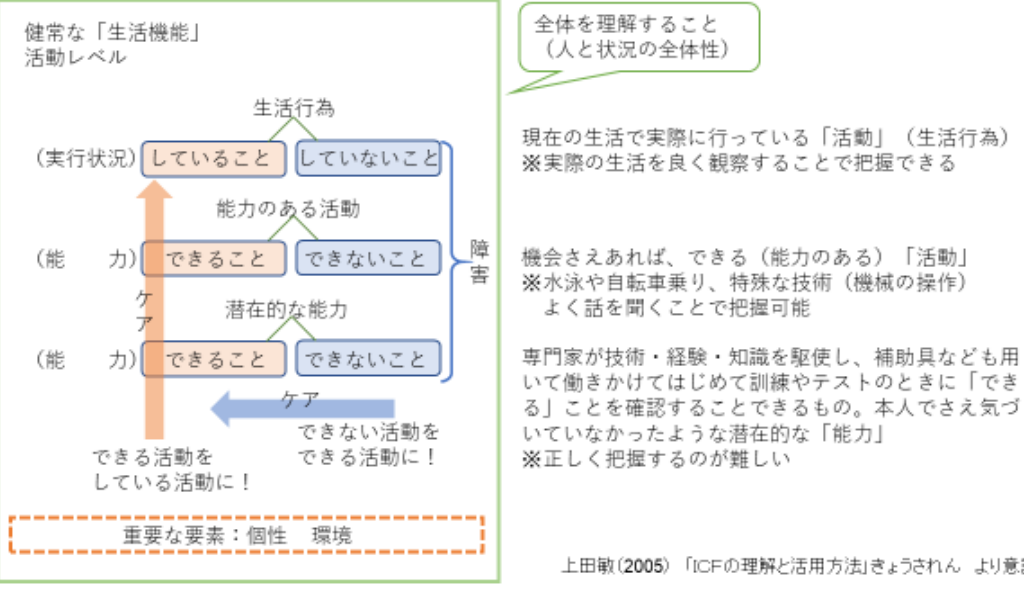 健常な「生活機能」
活動レベル
全体を理解すること
（人と状況の全体性）
生活行為
（実行状況）
していること
していないこと
能力のある活動
（能　　力）
できること
できないこと
潜在的な能力
（能　　力）
できること
できないこと
障害
ケア
ケア
できない活動を
できる活動に！
できる活動を
している活動に！
重要な要素：個性　環境
現在の生活で実際に行っている「活動」（生活行為）
※実際の生活を良く観察することで把握できる
機会さえあれば、できる（能力のある）「活動」
※水泳や自転車乗り、特殊な技術（機械の操作）
よく話を聞くことで把握可能
専門家が技術・経験・知識を駆使し、補助具なども用
いて働きかけてはじめて訓練やテストのときに「でき
る」ことを確認することできるもの。本人でさえ気づ
いていなかったような潜在的な「能力」
※正しく把握するのが難しい
上田敏(2005)　「ICFの理解と活用方法」きょうされん　より意